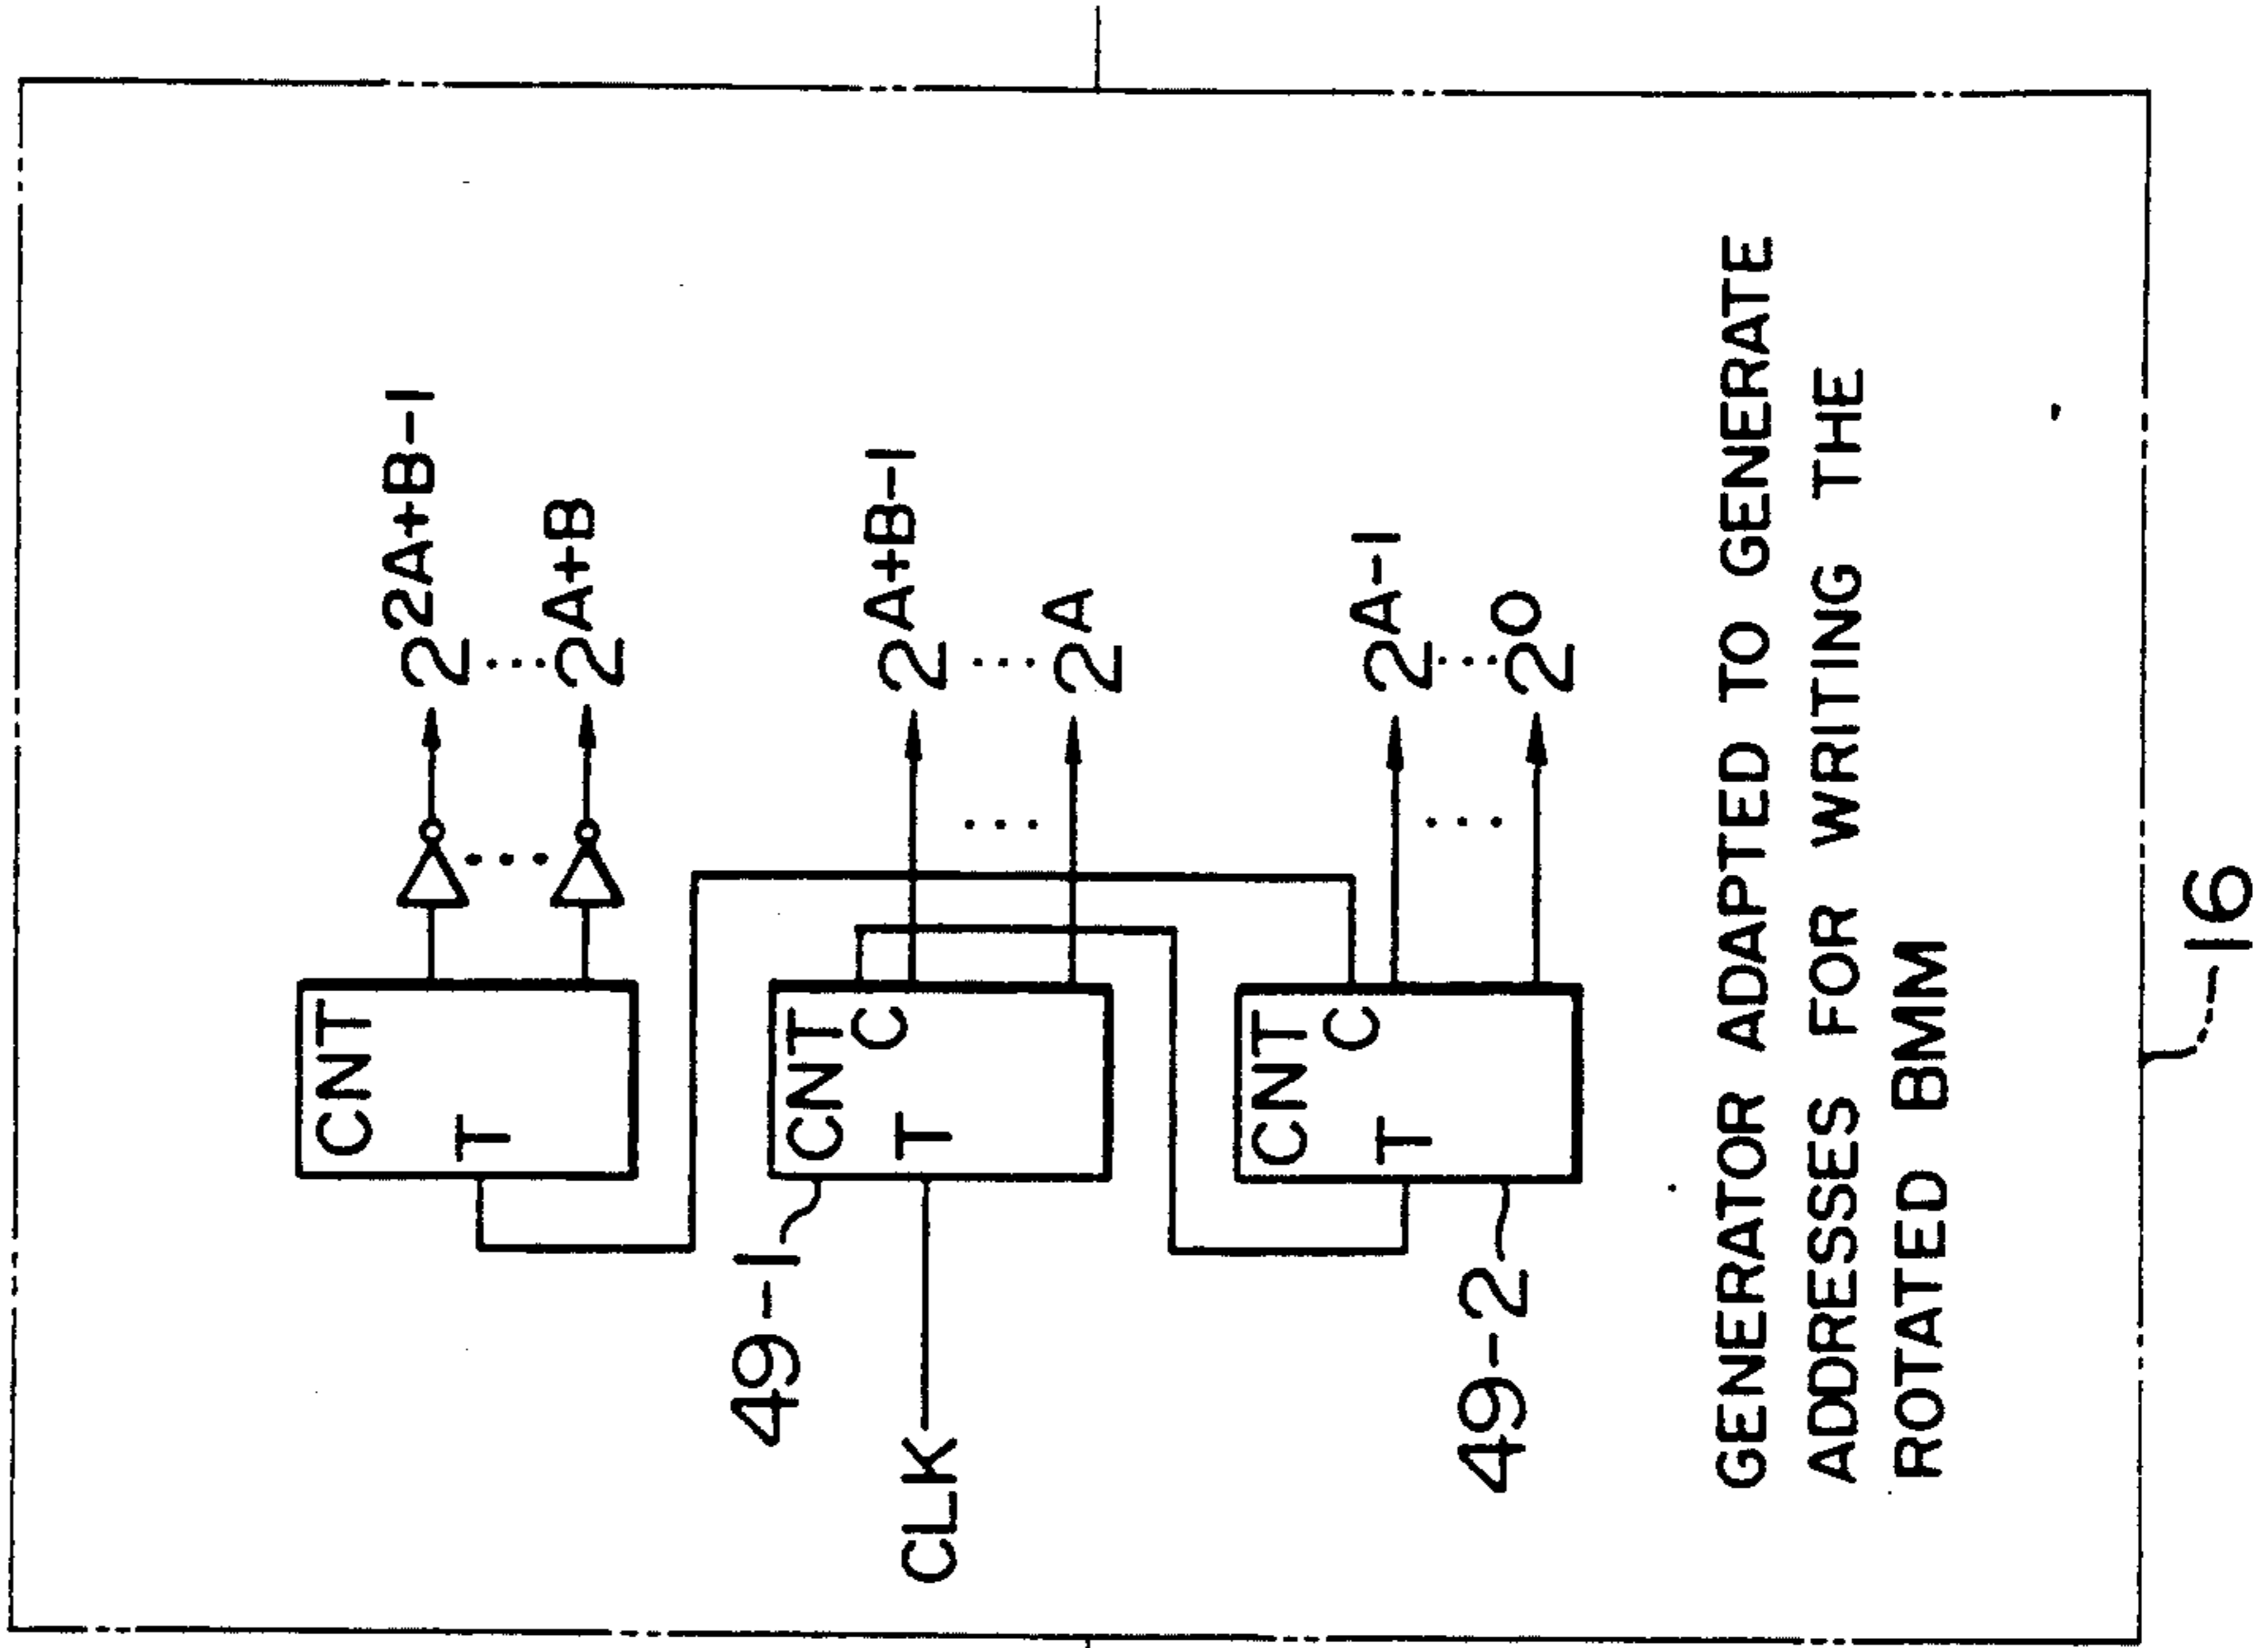 CNT
T
2^2A+B-1
2^A+B
49-1
CNT
T C
CLK
2^A+B-1
2^A
49-2
CNT
T C
2^A-1
2^0
GENERATOR ADAPTED TO GENERATE
ADDRESSES FOR WRITING THE
ROTATED BMM
16